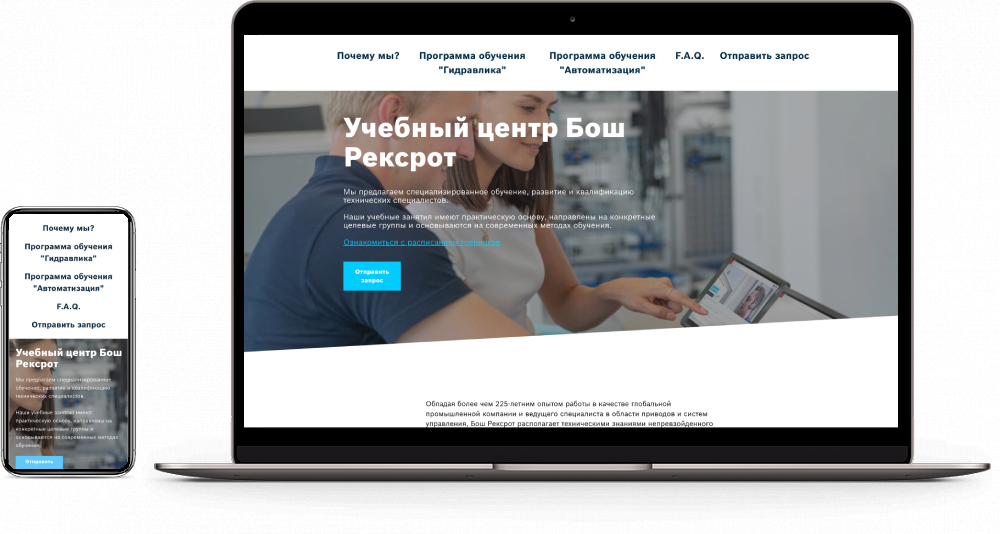 Почему мы?
Программа обучения
"Гидравлика"
Программа обучения
"Автоматизация"
F.A.Q.
Отправить запрос
Учебный центр Бош
Рексрот
Мы предлагаем специализированное обучение, развитие и квалификацию
технических специалистов.
Наши учебные занятия имеют практическую основу, направлены на конкретные
целевые группы и основываются на современных методах обучения.
Ознакомиться с расписанием тренингов
Отправить
запрос
Обладая более чем 225-летним опытом работы в качестве глобальной
промышленной компании и ведущего специалиста в области приводов и систем
управления, Бош Рексрот располагает техническими знаниями непревзойденного
Почему мы?
Программа обучения
"Гидравлика"
Программа обучения
"Автоматизация"
F.A.Q.
Отправить запрос
Учебный центр Бош
Рексрот
Мы предлагаем специализированное
обучение, развитие и квалификацию
технических специалистов.
Наши учебные занятия имеют
практическую основу, направлены на
конкретные целевые группы и
основываются на современных методах
обучения.
Отправить